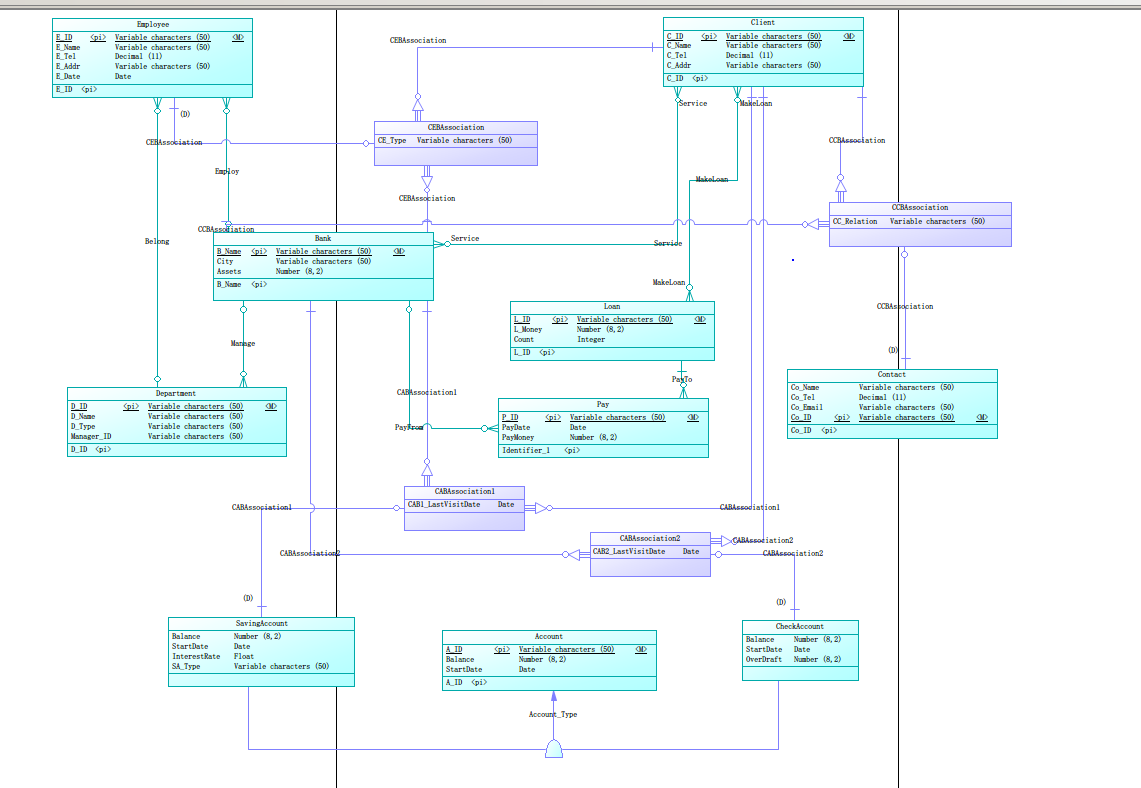 Employee
E_ID <pi> Variable characters (50) <M>
E_Name Variable characters (50)
E_Tel Decimal (11)
E_Addr Variable characters (50)
E_Date Date
E_ID <pi>
Client
C_ID <pi> Variable characters (50) <M>
C_Name Variable characters (50)
C_Tel Decimal (11)
C_Addr Variable characters (50)
C_ID <pi>
CEBAssociation
Service
MakeLoan
(D)
CEBAssociation
CEBAssociation
CE_Type Variable characters (50)
CCBAssociation
Employ
MakeLoan
CEBAssociation
CCBAssociation
CC_Relation Variable characters (50)
CCBAssociation
Belong
Bank
B_Name <pi> Variable characters (50) <M>
City Variable characters (50)
Assets Number (8,2)
B_Name <pi>
Service
Service
MakeLoan
Loan
L_ID <pi> Variable characters (50) <M>
L_Money Number (8,2)
Count Integer
L_ID <pi>
CCBAssociation
Manage
(D)
PayTo
Contact
Co_Name Variable characters (50)
Co_Tel Decimal (11)
Co_Email Variable characters (50)
Co_ID <pi> Variable characters (50) <M>
Co_ID <pi>
Department
D_ID <pi> Variable characters (50) <M>
D_Name Variable characters (50)
D_Type Variable characters (50)
Manager_ID Variable characters (50)
D_ID <pi>
CABAssociation1
Pay
P_ID <pi> Variable characters (50) <M>
PayDate Date
PayMoney Number (8,2)
Identifier_1 <pi>
PayFrom
CABAssociation1
CAB1_LastVisitDate Date
CABAssociation1
CABAssociation1
CABAssociation2
CAB2_LastVisitDate Date
CABAssociation2
CABAssociation2
CABAssociation2
(D)
(D)
SavingAccount
Balance Number (8,2)
StartDate Date
InterestRate Float
SA_Type Variable characters (50)
Account
A_ID <pi> Variable characters (50) <M>
Balance Number (8,2)
StartDate Date
A_ID <pi>
CheckAccount
Balance Number (8,2)
StartDate Date
OverDraft Number (8,2)
Account_Type